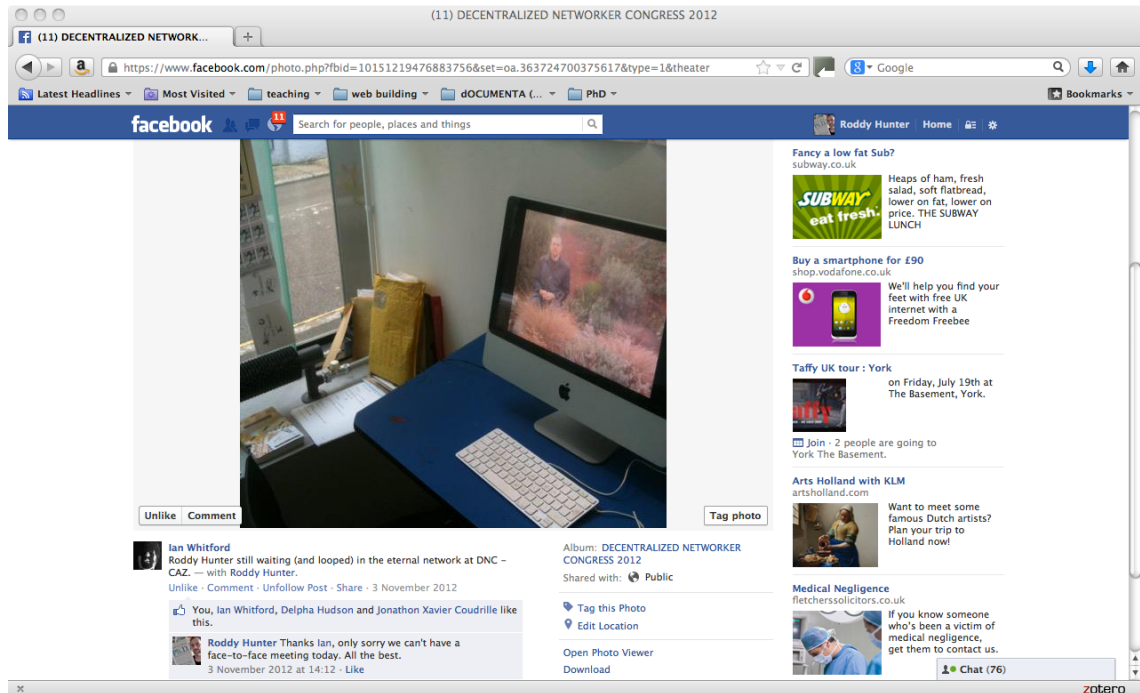 (11) DECENTRALIZED NETWORKER CONGRESS 2012
(11) DECENTRALIZED NETWORK...
https://www.facebook.com/photo.php?fbid=10151219476883756&set=oa.363724700375617&type=1&theater
Google
Latest Headlines
Most Visited
teaching
web building
dOCUMENTA (...
PhD
Bookmarks
facebook
11
Search for people, places and things
Roddy Hunter
Home
Unlike
Comment
Tag photo
Ian Whitford
Roddy Hunter still waiting (and looped) in the eternal network at DNC –
CAZ. — with Roddy Hunter.
Unlike · Comment · Unfollow Post · Share · 3 November 2012
You, Ian Whitford, Delpha Hudson and Jonathon Xavier Coudrille like
this.
Roddy Hunter Thanks Ian, only sorry we can't have a
face-to-face meeting today. All the best.
3 November 2012 at 14:12 · Like
Album: DECENTRALIZED NETWORKER
CONGRESS 2012
Shared with: Public
Tag this Photo
Edit Location
Open Photo Viewer
Download
Fancy a low fat Sub?
subway.co.uk
SUBWAY
eat fresh.
Heaps of ham, fresh
salad, soft flatbread,
lower on fat, lower on
price. THE SUBWAY
LUNCH
Buy a smartphone for £90
shop.vodafone.co.uk
We'll help you find your
feet with free UK
internet with a
Freedom Freebee
Taffy UK tour : York
affy
on Friday, July 19th at
The Basement, York.
Join · 2 people are going to
York The Basement.
Arts Holland with KLM
artsholland.com
Want to meet some
famous Dutch artists?
Plan your trip to
Holland now!
Medical Negligence
fletcherssolicitors.co.uk
If you know someone
who's been a victim of
medical negligence,
get them to contact us.
Chat (76)
zotero